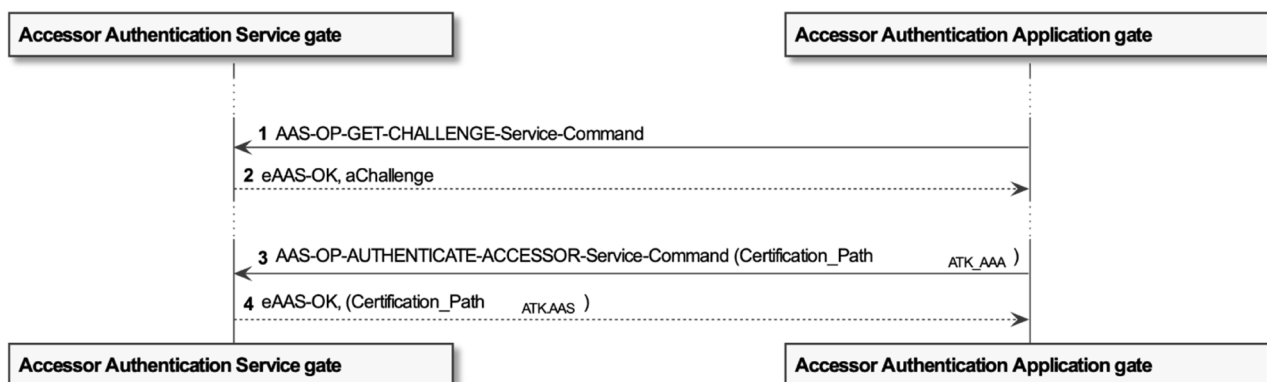 Accessor Authentication Service gate
Accessor Authentication Application gate
1 AAS-OP-GET-CHALLENGE-Service-Command
2 eAAS-OK, aChallenge
3 AAS-OP-AUTHENTICATE-ACCESSOR-Service-Command (Certification_Path ATK_AAA )
4 eAAS-OK, (Certification_Path ATK.AAS )
Accessor Authentication Service gate
Accessor Authentication Application gate